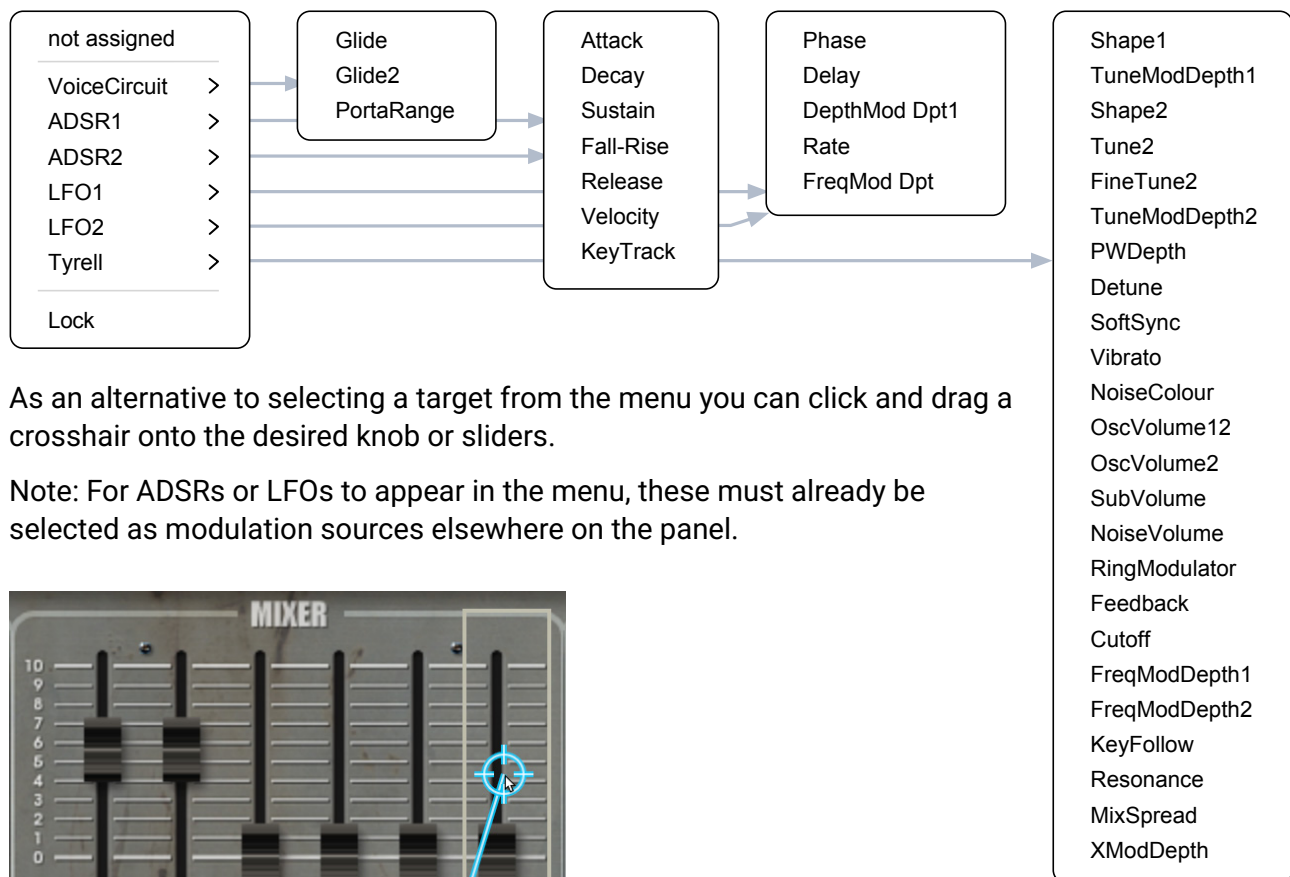 not assigned
VoiceCircuit >
ADSR1 >
ADSR2 >
LFO1 >
LFO2 >
Tyrell >
Lock
Glide
Glide2
PortaRange
Attack
Decay
Sustain
Fall-Rise
Release
Velocity
KeyTrack
Phase
Delay
DepthMod Dpt1
Rate
FreqMod Dpt
Shape1
TuneModDepth1
Shape2
Tune2
FineTune2
TuneModDepth2
PWDepth
Detune
SoftSync
Vibrato
NoiseColour
OscVolume12
OscVolume2
SubVolume
NoiseVolume
RingModulator
Feedback
Cutoff
FreqModDepth1
FreqModDepth2
KeyFollow
Resonance
MixSpread
XModDepth
As an alternative to selecting a target from the menu you can click and drag a
crosshair onto the desired knob or sliders.
Note: For ADSRs or LFOs to appear in the menu, these must already be
selected as modulation sources elsewhere on the panel.
MIXER
10
9
8
7
6
5
4
3
2
1
0